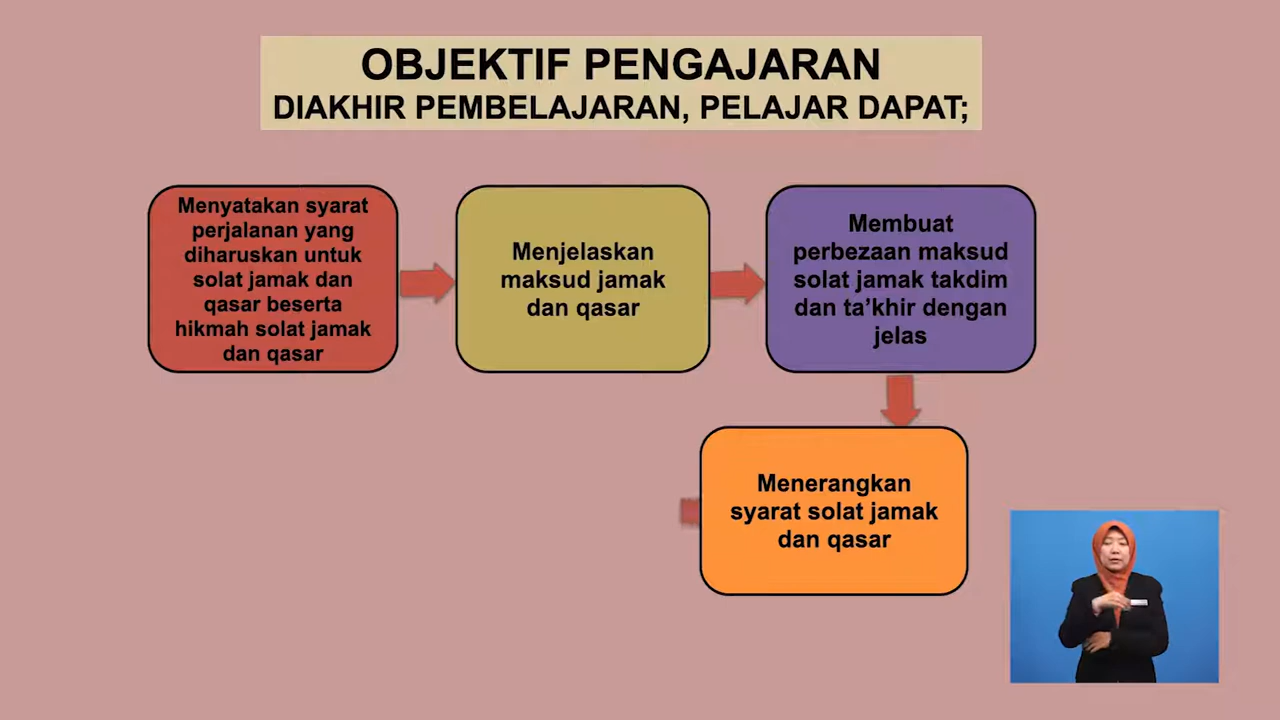 OBJEKTIF PENGAJARAN
DIAKHIR PEMBELAJARAN, PELAJAR DAPAT;
Menyatakan syarat
perjalanan yang
diharuskan untuk
solat jamak dan
qasar beserta
hikmah solat jamak
dan qasar
Menjelaskan
maksud jamak
dan qasar
Membuat
perbezaan maksud
solat jamak takdim
dan ta’khir dengan
jelas
Menerangkan
syarat solat jamak
dan qasar